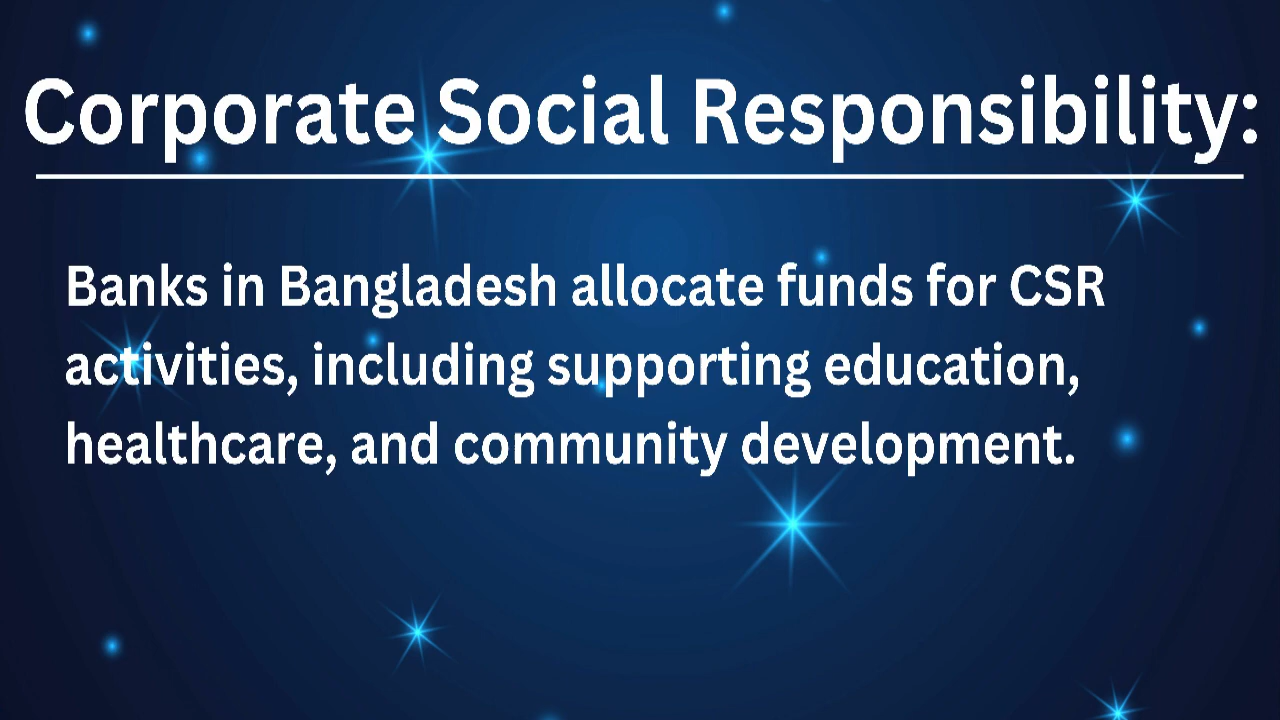 Corporate Social Responsibility:
Banks in Bangladesh allocate funds for CSR
activities, including supporting education,
healthcare, and community development.